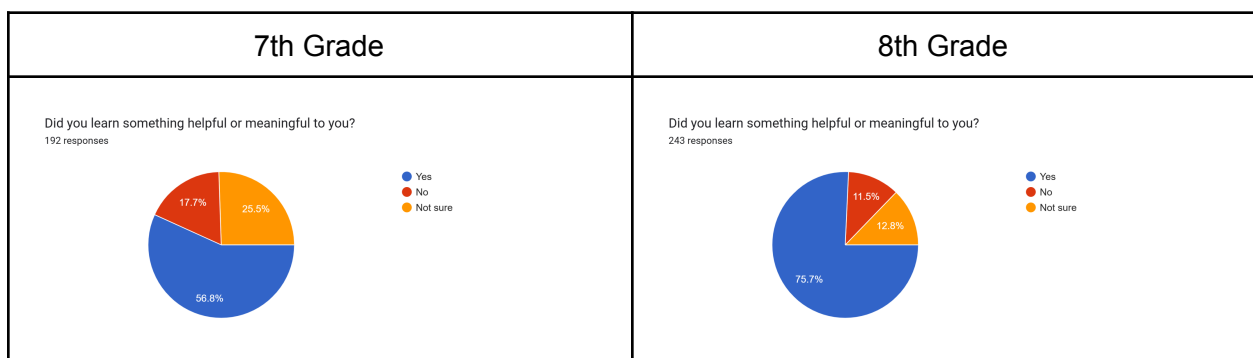 7th Grade
8th Grade
Did you learn something helpful or meaningful to you?
192 responses
Yes
No
Not sure
17.7%
25.5%
56.8%
Did you learn something helpful or meaningful to you?
243 responses
Yes
No
Not sure
11.5%
12.8%
75.7%